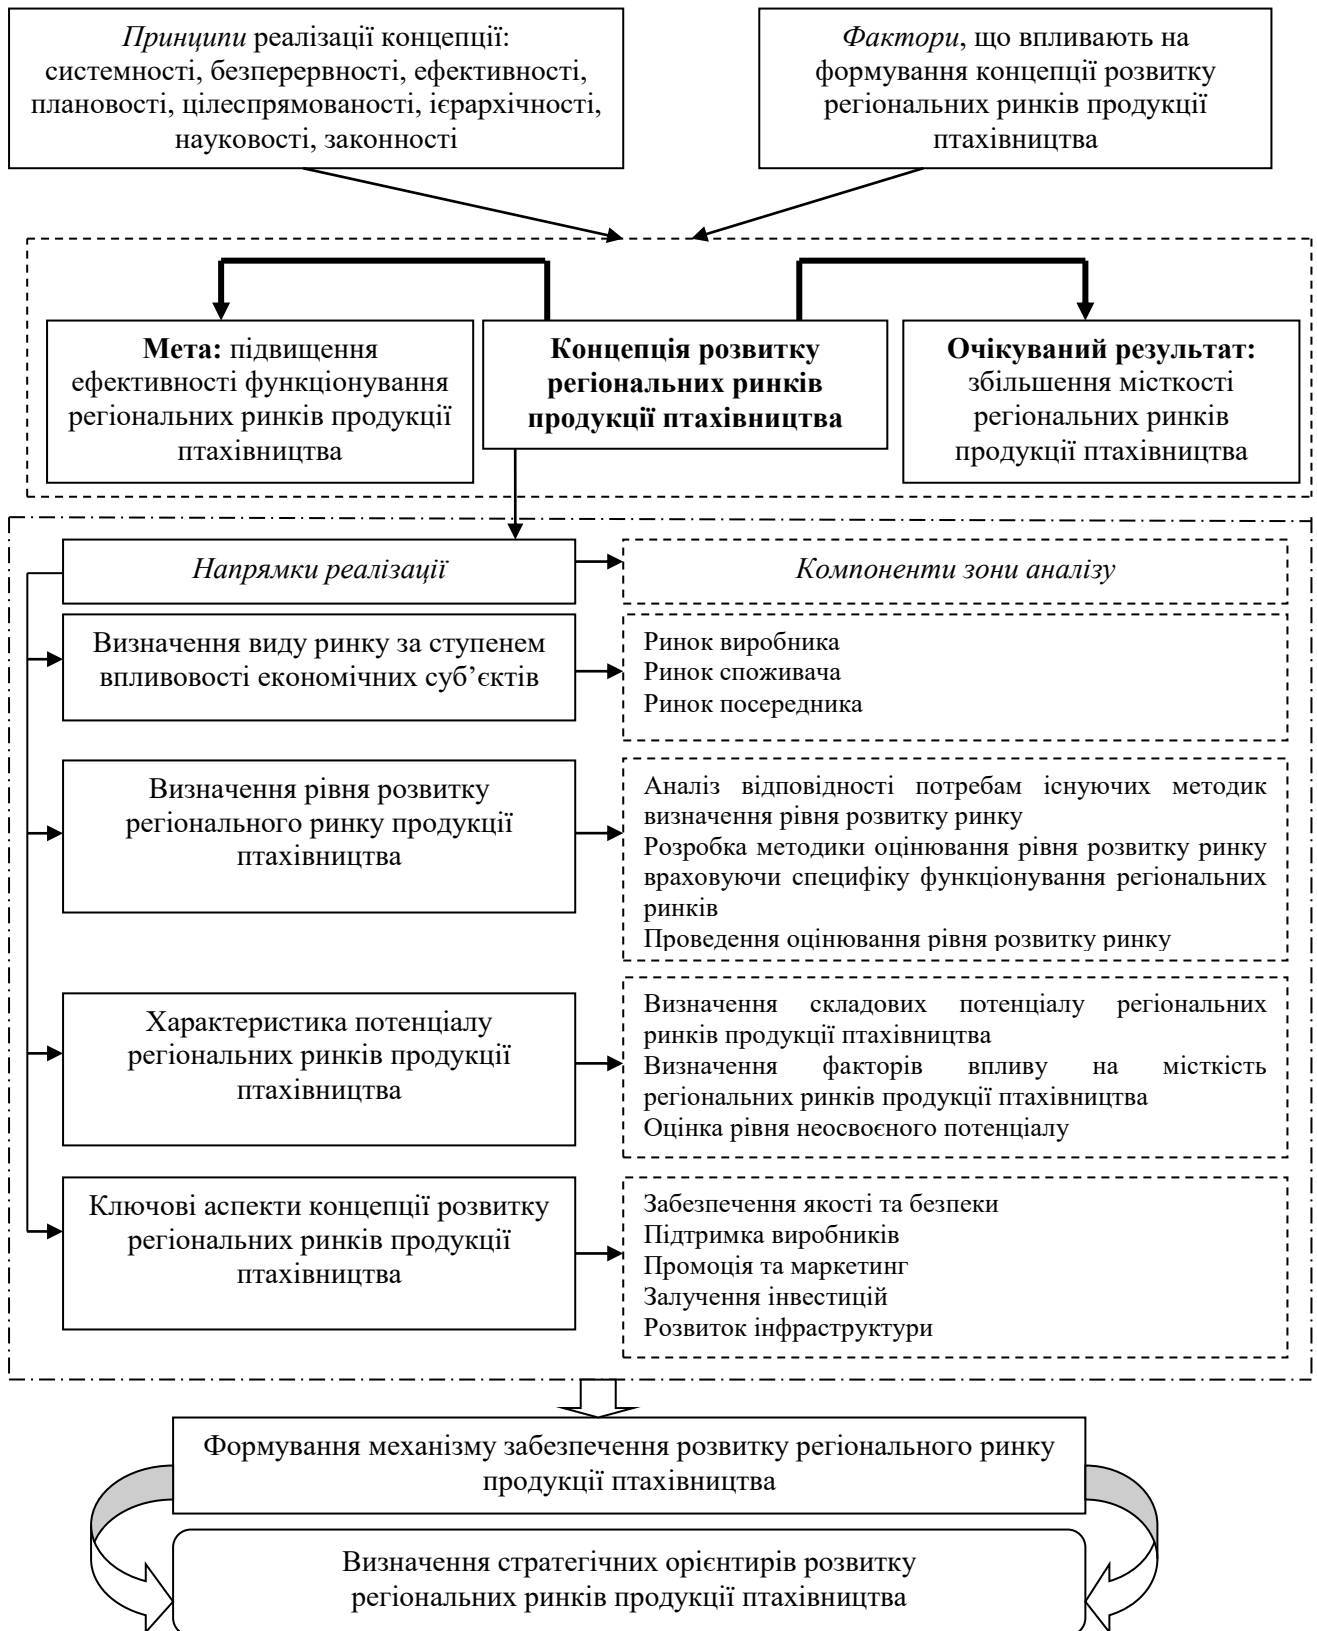 Принципи реалізації концепції:
системності, безперервності, ефективності,
плановості, цілеспрямованості, ієрархічності,
науковості, законності
Фактори, що впливають на
формування концепції розвитку
регіональних ринків продукції
птахівництва
Мета: підвищення
ефективності функціонування
регіональних ринків продукції
птахівництва
Концепція розвитку
регіональних ринків
продукції птахівництва
Очікуваний результат:
збільшення місткості
регіональних ринків
продукції птахівництва
Напрямки реалізації
Компоненти зони аналізу
Визначення виду ринку за ступенем
впливовості економічних суб’єктів
Ринок виробника
Ринок споживача
Ринок посередника
Визначення рівня розвитку
регіонального ринку продукції
птахівництва
Аналіз відповідності потребам існуючих методик
визначення рівня розвитку ринку
Розробка методики оцінювання рівня розвитку ринку
враховуючи специфіку функціонування регіональних
ринків
Проведення оцінювання рівня розвитку ринку
Характеристика потенціалу
регіональних ринків продукції
птахівництва
Визначення складових потенціалу регіональних
ринків продукції птахівництва
Визначення факторів впливу на місткість
регіональних ринків продукції птахівництва
Оцінка рівня неосвоєного потенціалу
Ключові аспекти концепції розвитку
регіональних ринків продукції
птахівництва
Забезпечення якості та безпеки
Підтримка виробників
Промоція та маркетинг
Залучення інвестицій
Розвиток інфраструктури
Формування механізму забезпечення розвитку регіонального ринку
продукції птахівництва
Визначення стратегічних орієнтирів розвитку
регіональних ринків продукції птахівництва